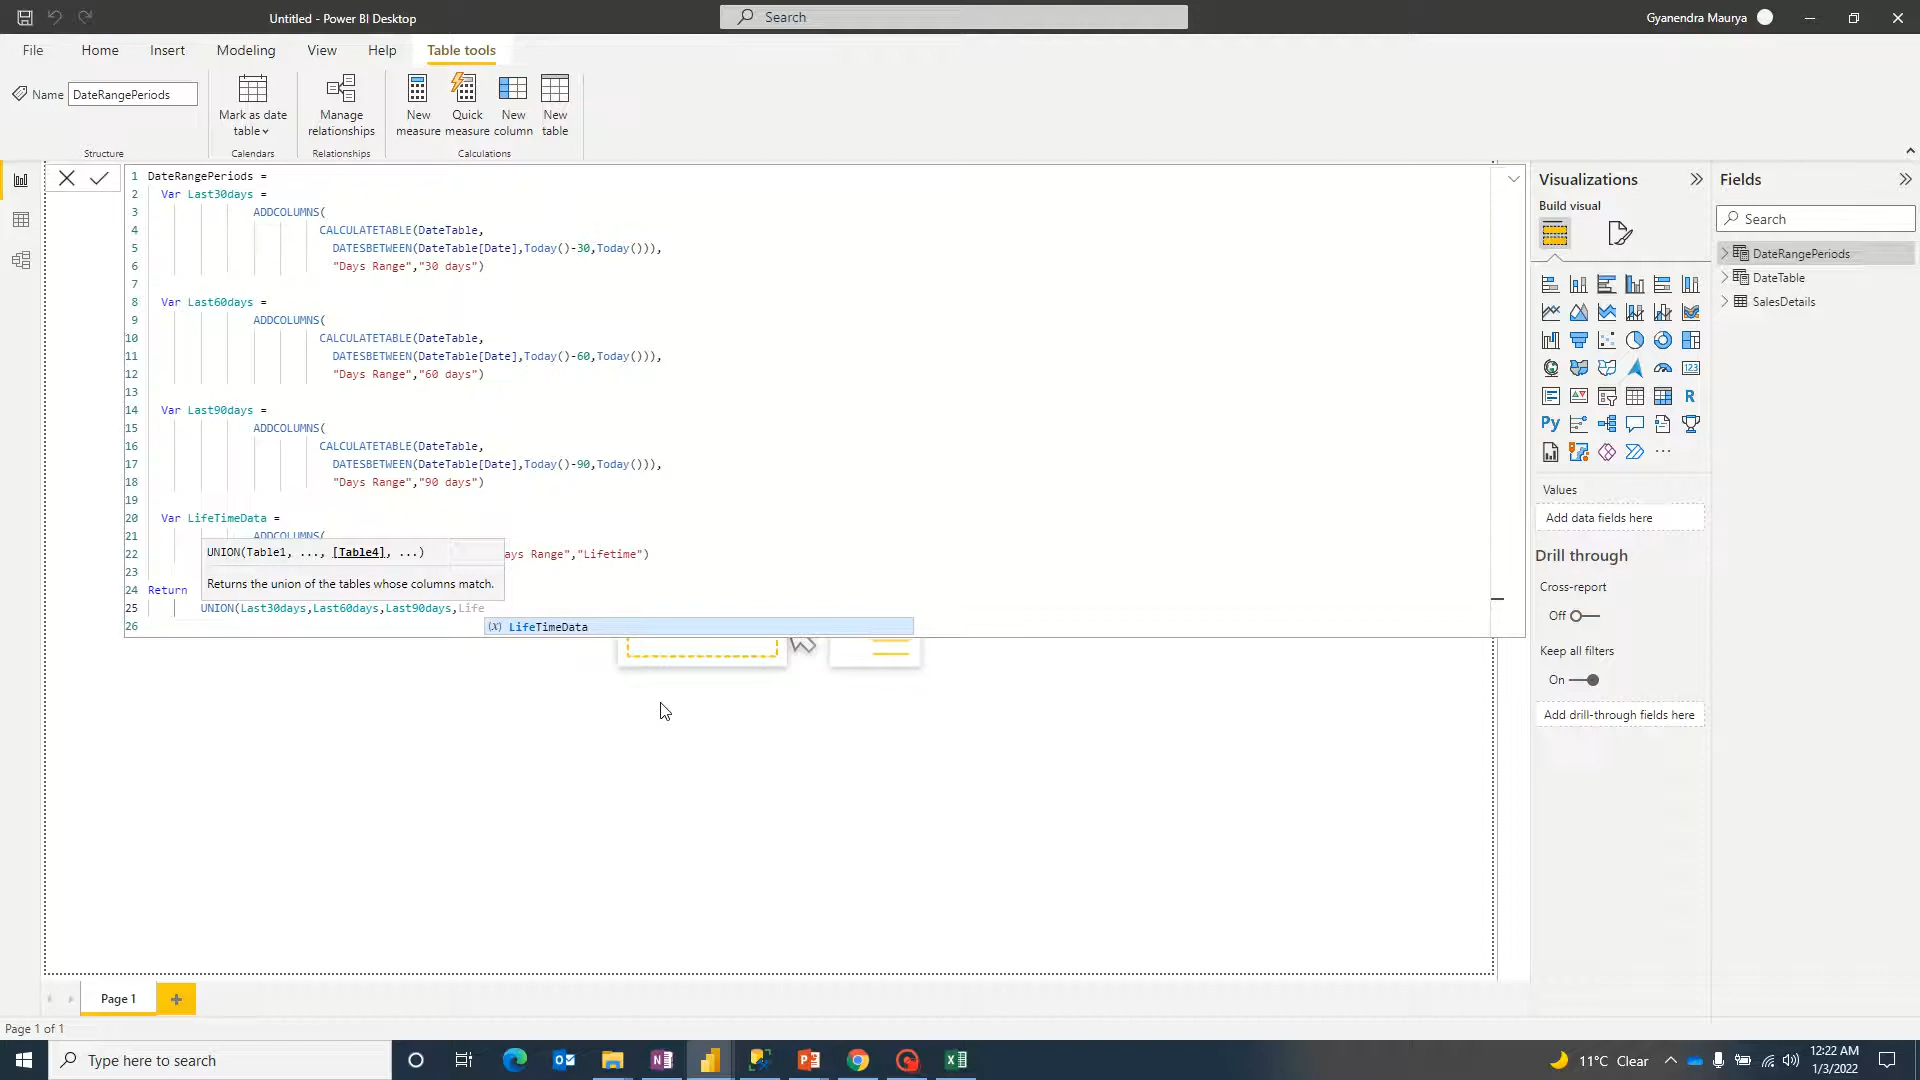 Untitled - Power BI Desktop
Search
Gyanendra Maurya
File Home Insert Modeling View Help Table tools
Name DateRangePeriods
Mark as date table
Manage relationships
New measure
Quick measure
New column
New table
Structure
Calendars
Relationships
Calculations
1 DateRangePeriods =
2 Var Last30days =
3 ADDCOLUMNS(
4 CALCULATETABLE(DateTable,
5 DATESBETWEEN(DateTable[Date],Today()-30,Today())),
6 "Days Range","30 days")
7
8 Var Last60days =
9 ADDCOLUMNS(
10 CALCULATETABLE(DateTable,
11 DATESBETWEEN(DateTable[Date],Today()-60,Today())),
12 "Days Range","60 days")
13
14 Var Last90days =
15 ADDCOLUMNS(
16 CALCULATETABLE(DateTable,
17 DATESBETWEEN(DateTable[Date],Today()-90,Today())),
18 "Days Range","90 days")
19
20 Var LifeTimeData =
21 ADDCOLUMNS(
UNION(Table1, ..., [Table4], ...)
22 ays Range","Lifetime")
23
Returns the union of the tables whose columns match.
24 Return
25 UNION(Last30days,Last60days,Last90days,Life
26
(x) LifeTimeData
Visualizations
Build visual
123
R
Py
...
Values
Add data fields here
Drill through
Cross-report
Off
Keep all filters
On
Add drill-through fields here
Fields
Search
DateRangePeriods
DateTable
SalesDetails
Page 1
+
Page 1 of 1
Type here to search
11°C Clear
12:22 AM
1/3/2022